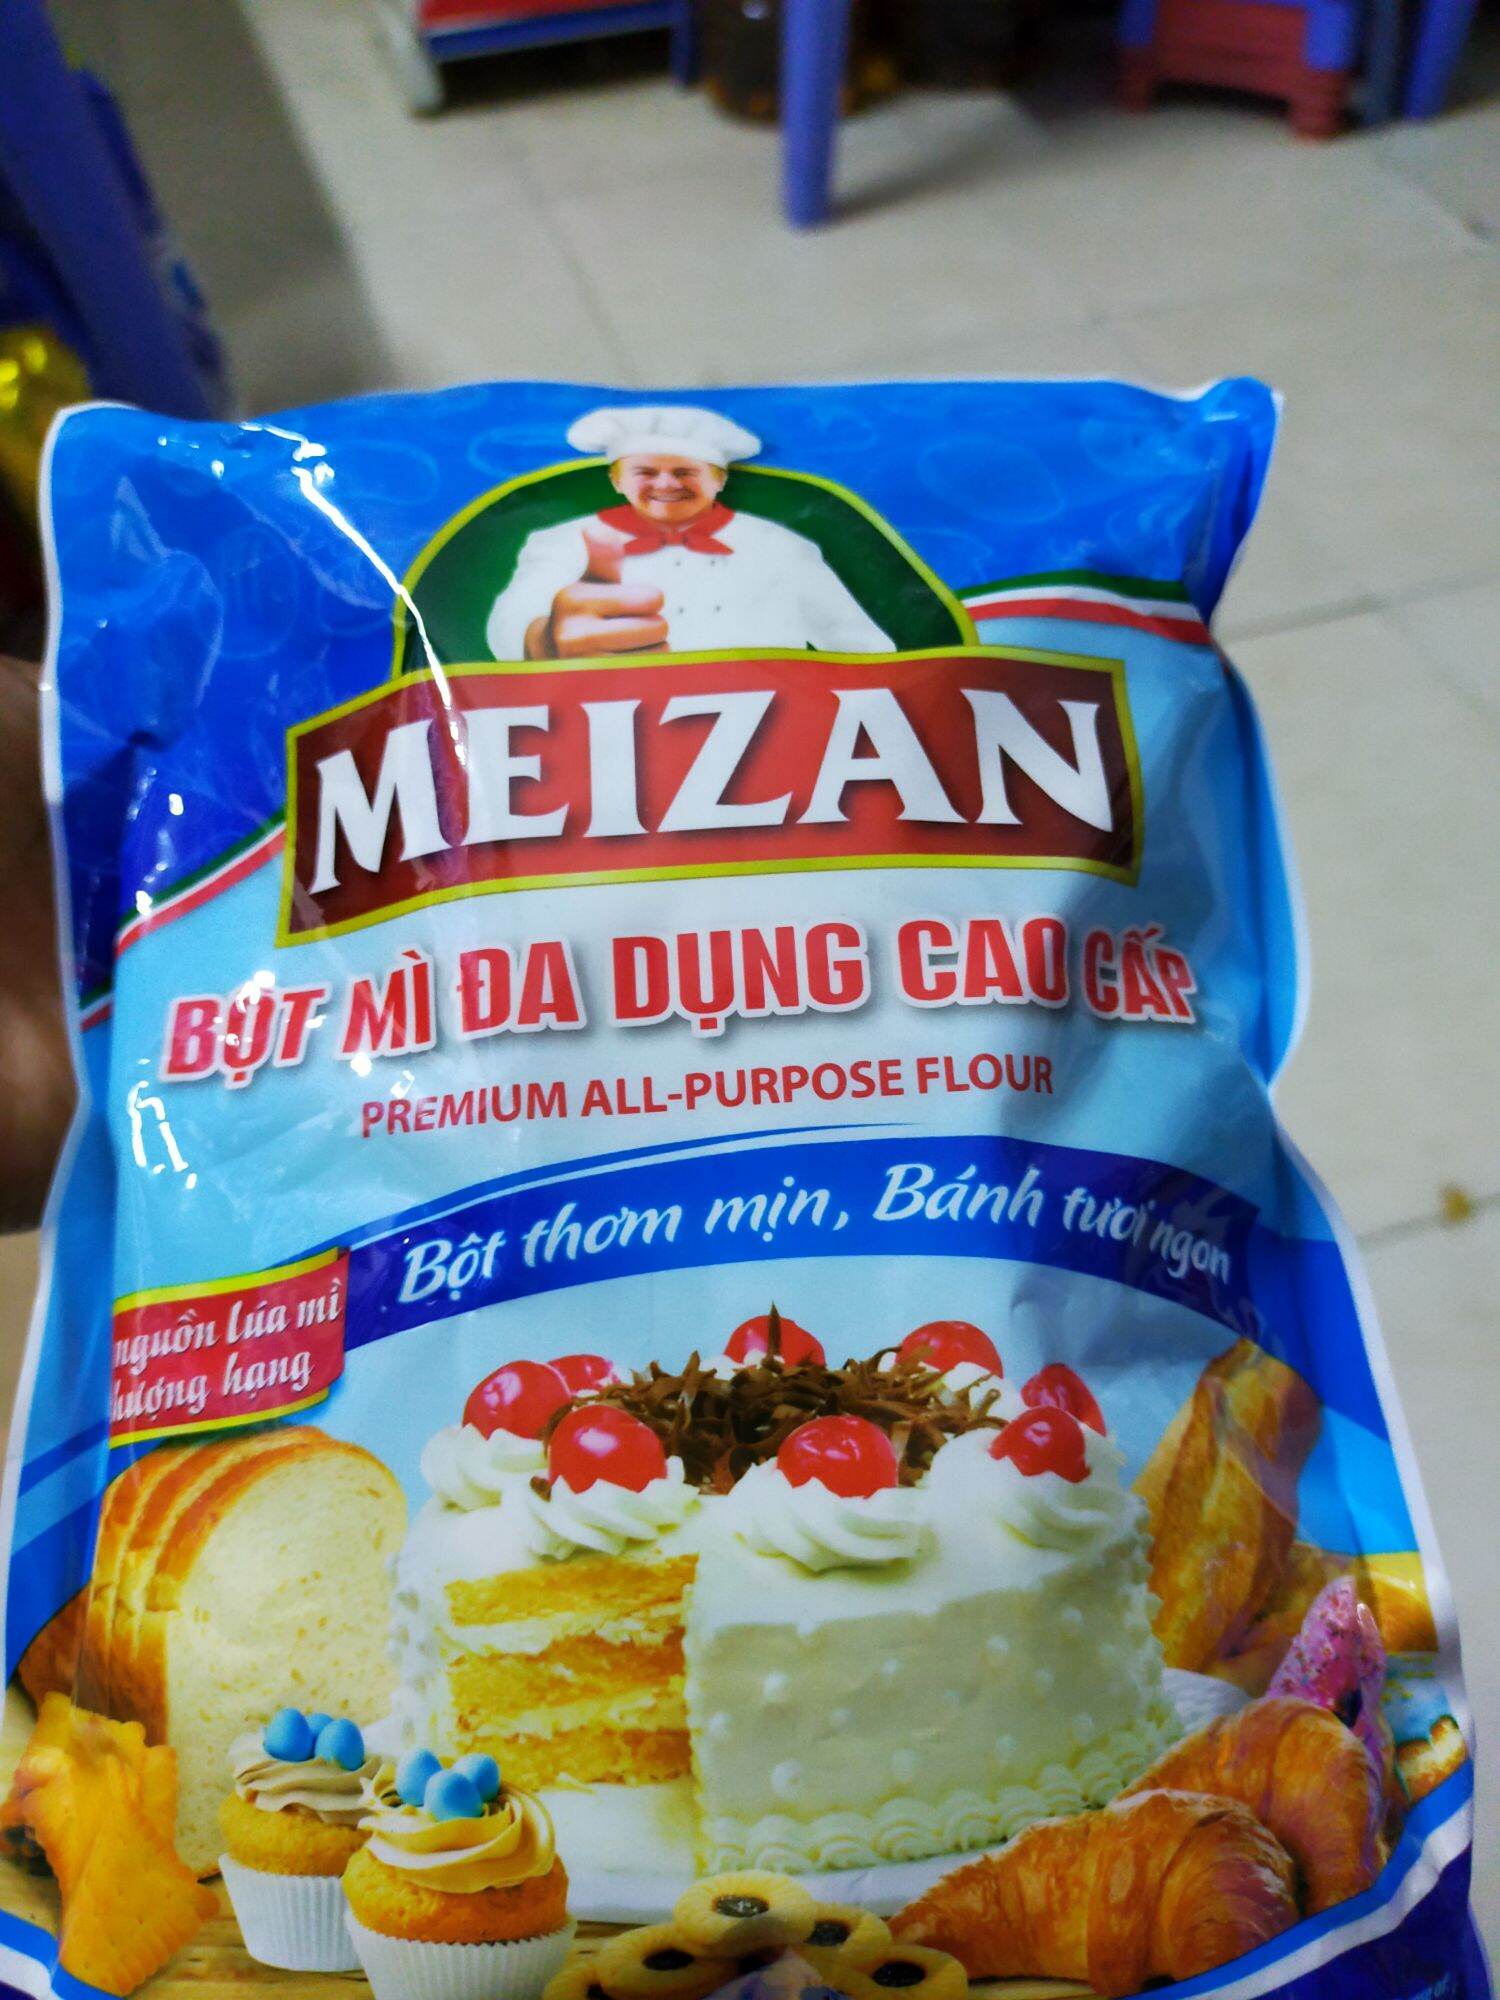 MEIZAN
BỘT MÌ ĐA DỤNG CAO CẤP
PREMIUM ALL-PURPOSE FLOUR
Bột thơm mịn, Bánh tươi ngon
nguồn lúa mì
hượng hạng